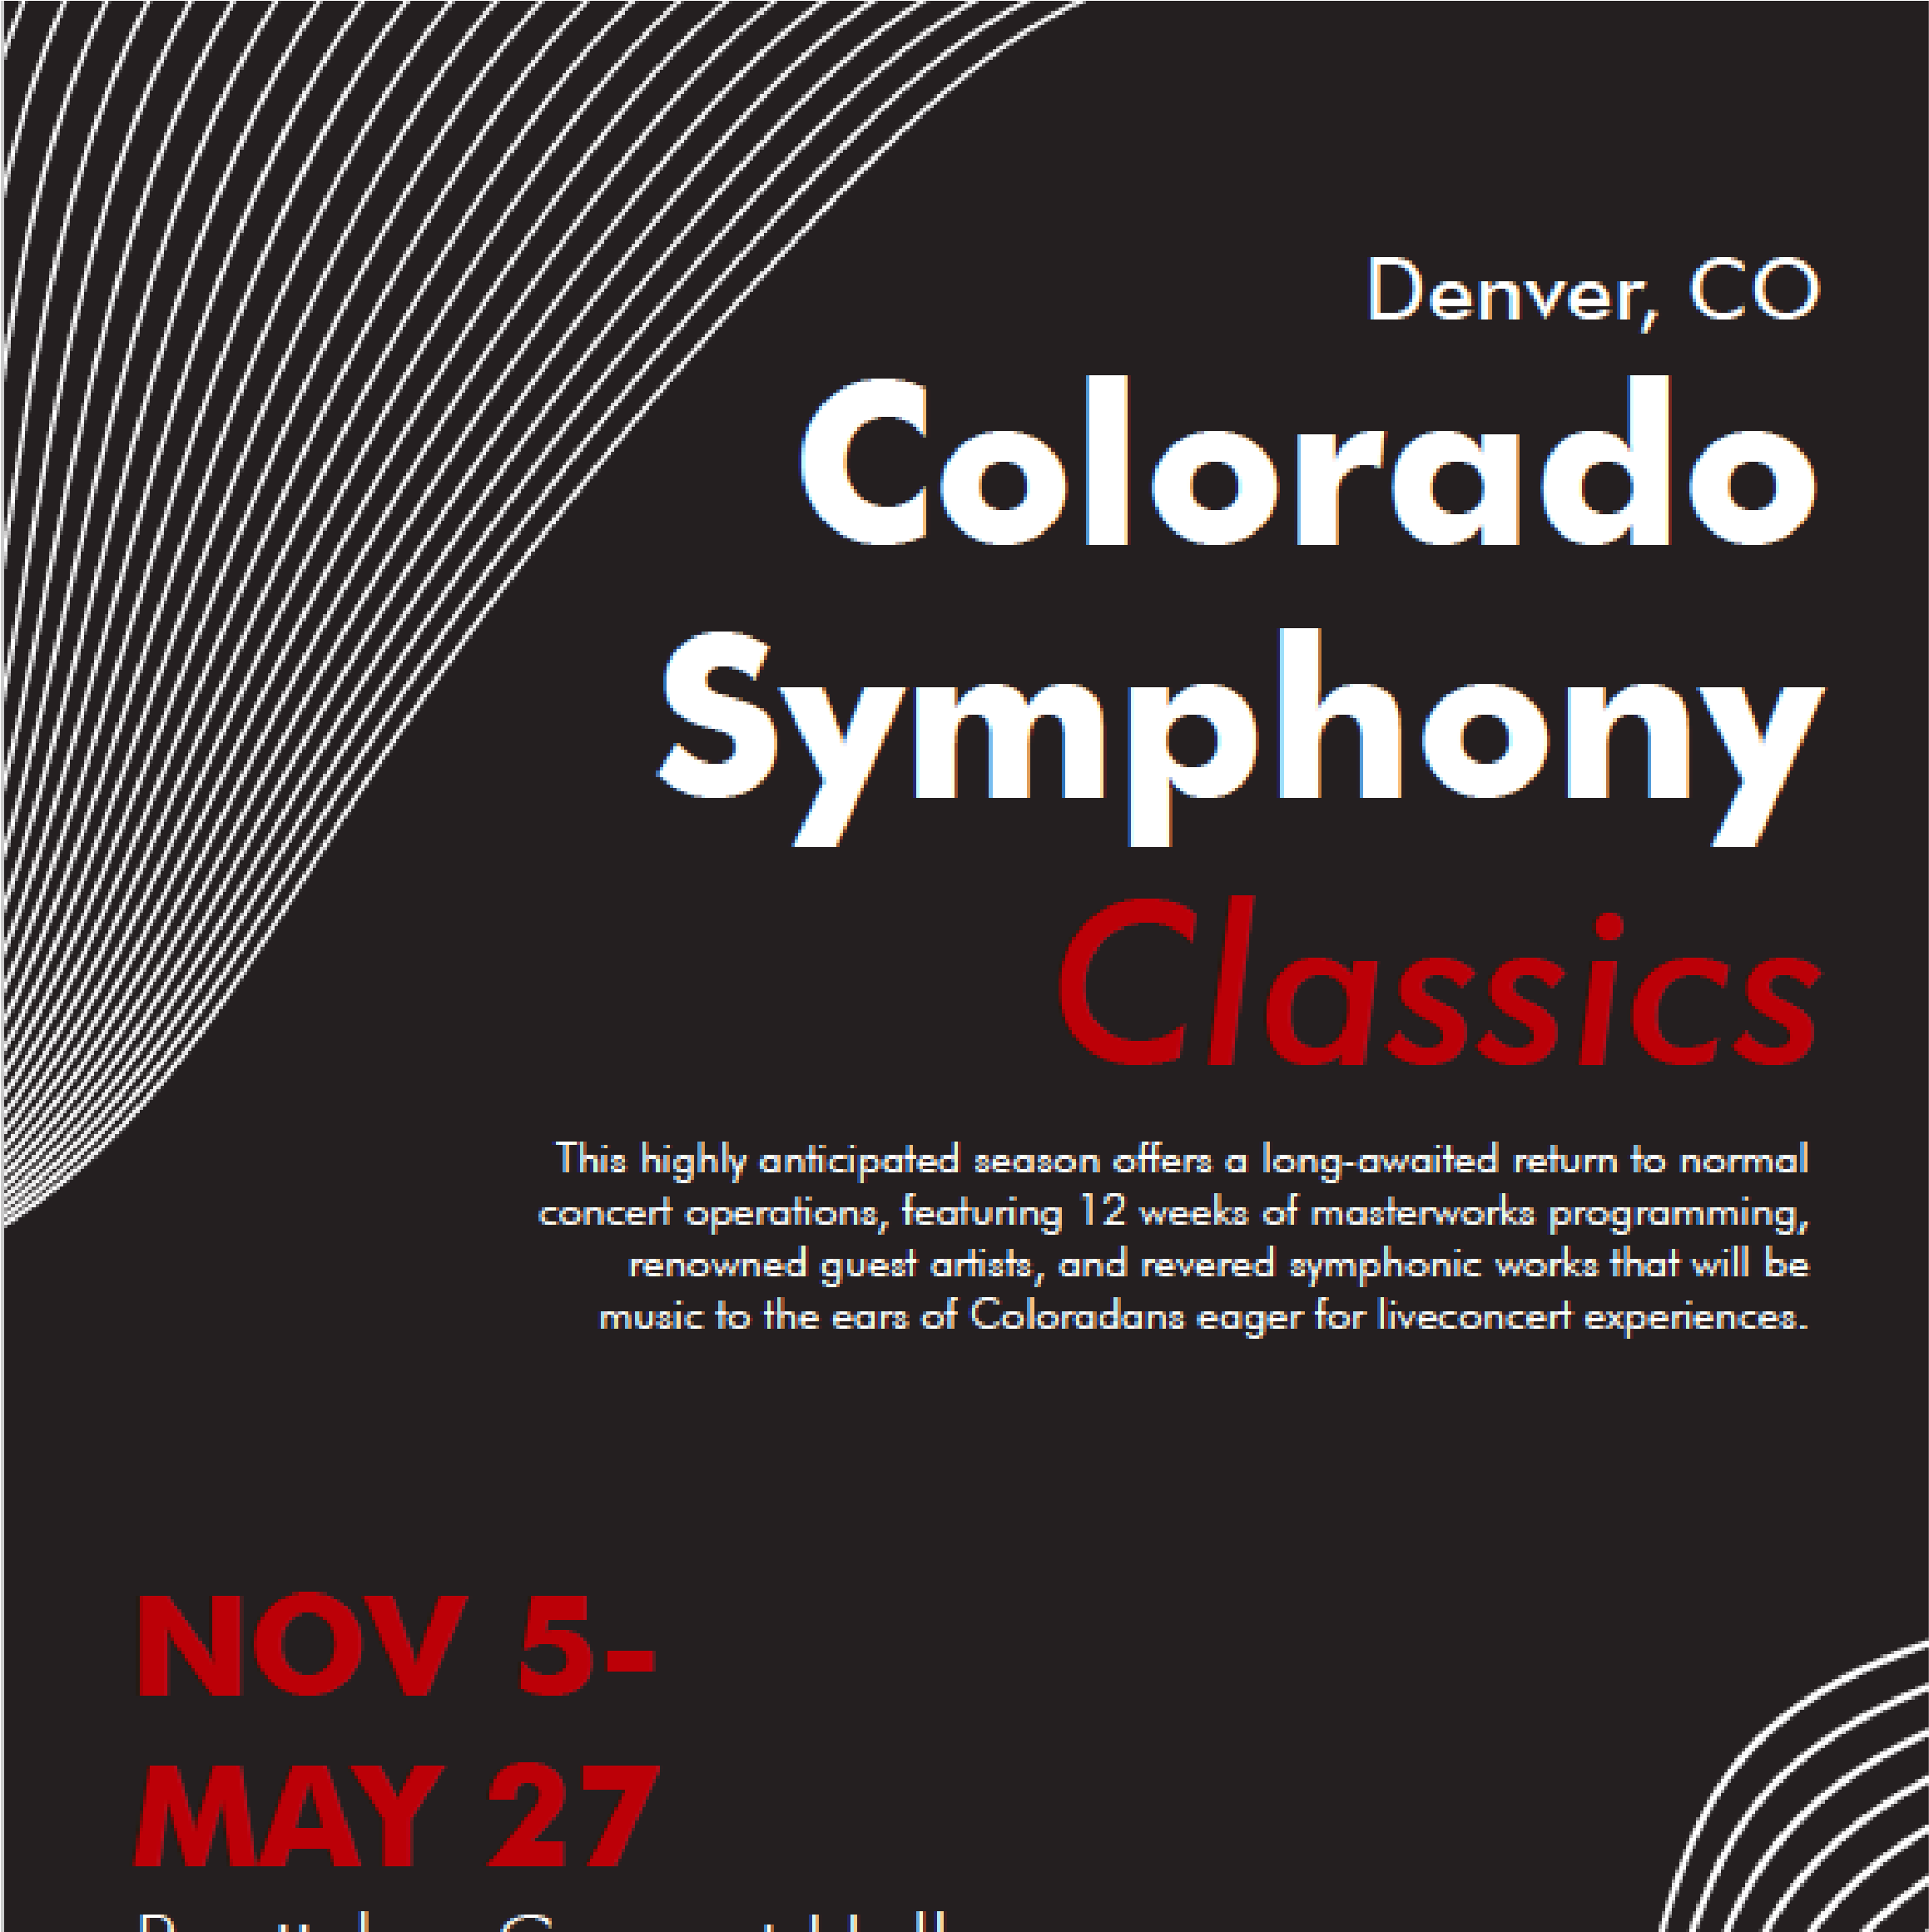 Denver, CO
Colorado
Symphony
Classics
This highly anticipated season offers a long-awaited return to normal
concert operations, featuring 12 weeks of masterworks programming,
renowned guest artists, and revered symphonic works that will be
music to the ears of Coloradans eager for liveconcert experiences.
NOV 5-
MAY 27